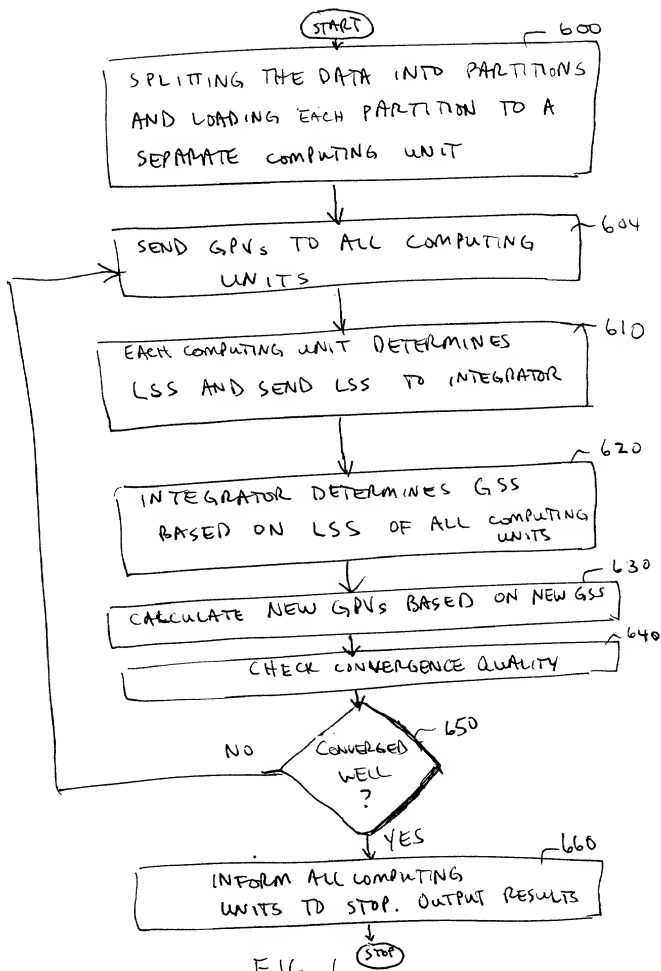 START
600
SPLITTING THE DATA INTO PARTITIONS
AND LOADING EACH PARTITION TO A
SEPARATE COMPUTING UNIT
604
SEND GPVs TO ALL COMPUTING
UNITS
610
EACH COMPUTING UNIT DETERMINES
LSS AND SEND LSS TO INTEGRATOR
620
INTEGRATOR DETERMINES GSS
BASED ON LSS OF ALL COMPUTING
UNITS
630
CALCULATE NEW GPVs BASED ON NEW GSS
640
CHECK CONVERGENCE QUALITY
650
NO
CONVERGED
WELL
?
YES
660
INFORM ALL COMPUTING
UNITS TO STOP. OUTPUT RESULTS
STOP